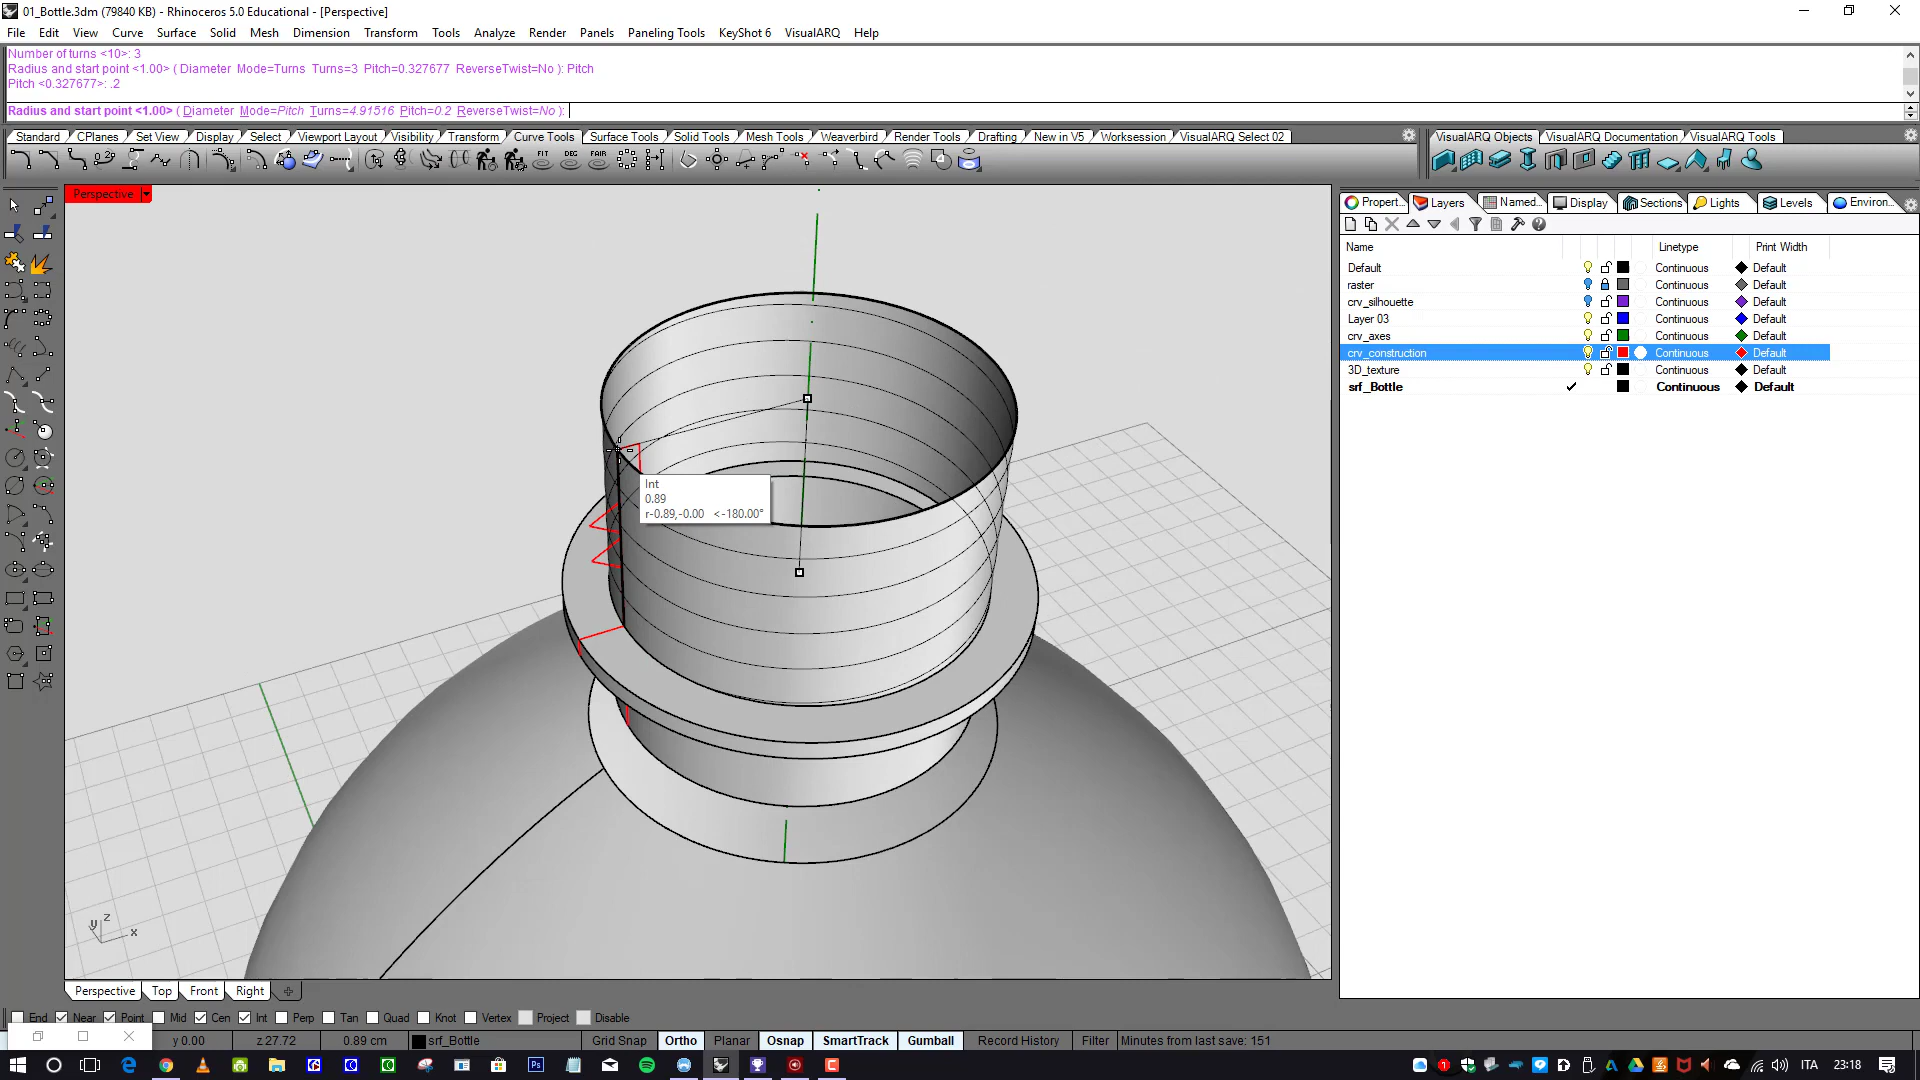 01_Bottle.3dm (79840 KB) - Rhinoceros 5.0 Educational - [Perspective]
File Edit View Curve Surface Solid Mesh Dimension Transform Tools Analyze Render Panels Paneling Tools KeyShot 6 VisualARQ Help
Number of turns <10>: 3
Radius and start point <1.00> ( Diameter Mode=Turns Turns=3 Pitch=0.327677 ReverseTwist=No ): Pitch
Pitch <0.327677>: .2
Radius and start point <1.00> ( Diameter Mode=Pitch Turns=4.91516 Pitch=0.2 ReverseTwist=No ):
Standard CPlanes Set View Display Select Viewport Layout Visibility Transform Curve Tools Surface Tools Solid Tools Mesh Tools Weaverbird Render Tools Drafting New in V5 Worksession VisualARQ Select 02
VisualARQ Objects VisualARQ Documentation VisualARQ Tools
FIT DEG FAIR
Perspective
Propert... Layers Named... Display Sections Lights Levels Environ...
Name Linetype Print Width
Default Continuous Default
raster Continuous Default
crv_silhouette Continuous Default
Layer 03 Continuous Default
crv_axes Continuous Default
crv_construction Continuous Default
3D_texture Continuous Default
srf_Bottle Continuous Default
Int
0.89
r-0.89,-0.00 <-180.00°
z
y
x
Perspective Top Front Right
End Near Point Mid Cen Int Perp Tan Quad Knot Vertex Project Disable
y 0.00 z 27.72 0.89 cm srf_Bottle Grid Snap Ortho Planar Osnap SmartTrack Gumball Record History Filter Minutes from last save: 151
Ps
ITA 23:18